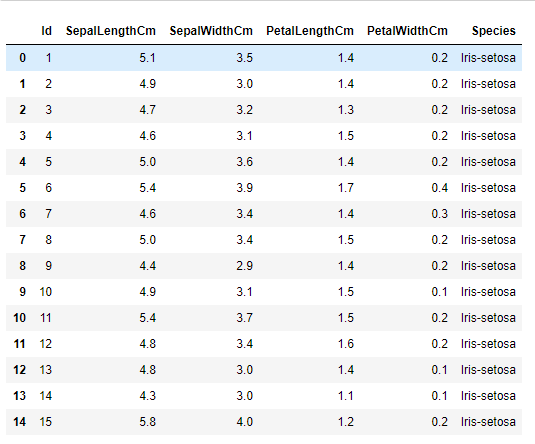 Id SepalLengthCm SepalWidthCm PetalLengthCm PetalWidthCm Species
0 1 5.1 3.5 1.4 0.2 Iris-setosa
1 2 4.9 3.0 1.4 0.2 Iris-setosa
2 3 4.7 3.2 1.3 0.2 Iris-setosa
3 4 4.6 3.1 1.5 0.2 Iris-setosa
4 5 5.0 3.6 1.4 0.2 Iris-setosa
5 6 5.4 3.9 1.7 0.4 Iris-setosa
6 7 4.6 3.4 1.4 0.3 Iris-setosa
7 8 5.0 3.4 1.5 0.2 Iris-setosa
8 9 4.4 2.9 1.4 0.2 Iris-setosa
9 10 4.9 3.1 1.5 0.1 Iris-setosa
10 11 5.4 3.7 1.5 0.2 Iris-setosa
11 12 4.8 3.4 1.6 0.2 Iris-setosa
12 13 4.8 3.0 1.4 0.1 Iris-setosa
13 14 4.3 3.0 1.1 0.1 Iris-setosa
14 15 5.8 4.0 1.2 0.2 Iris-setosa